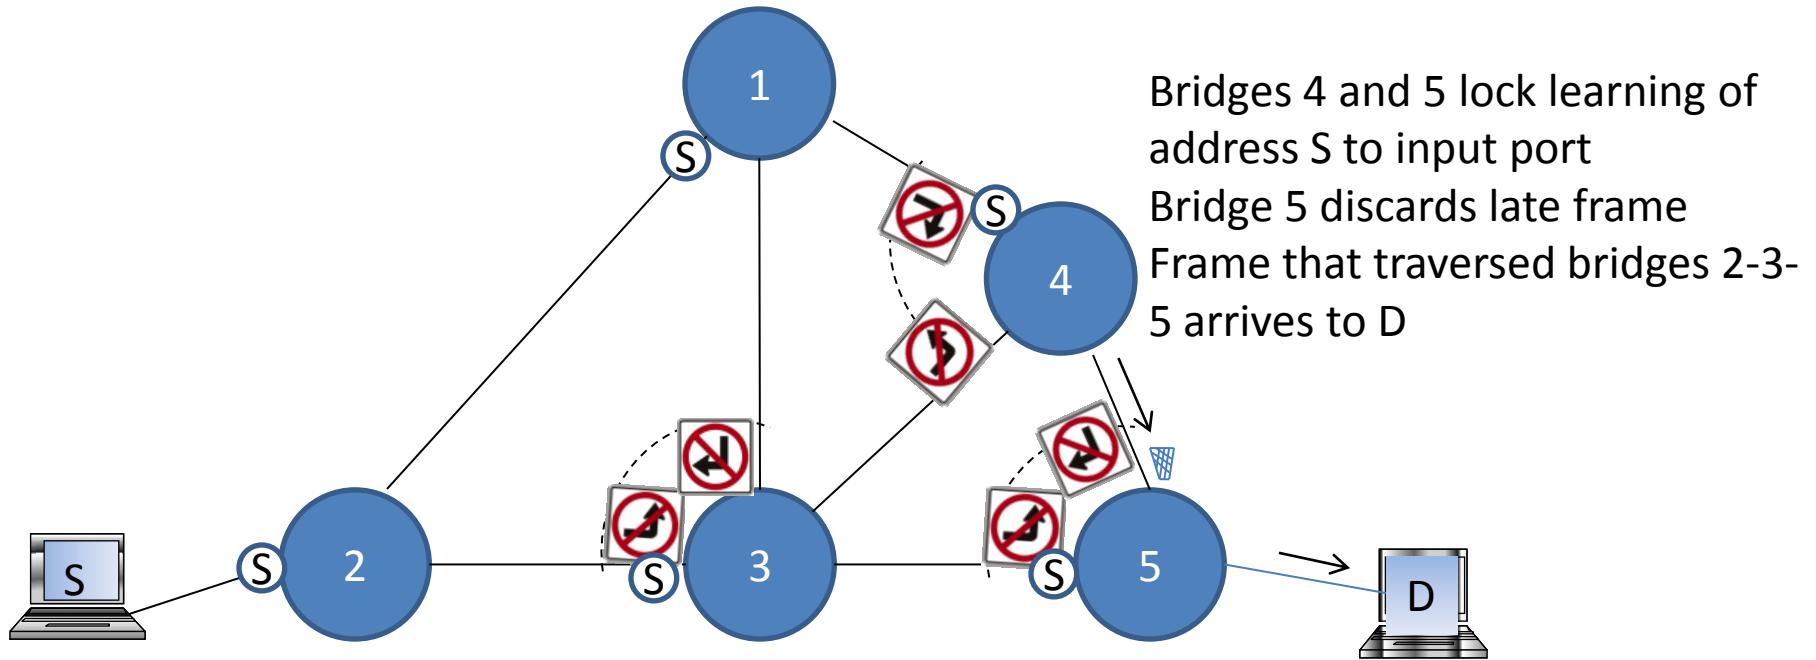 1
Bridges 4 and 5 lock learning of
address S to input port
Bridge 5 discards late frame
Frame that traversed bridges 2-3-
5 arrives to D
S
S
4
S
S
2
S
3
S
5
S
D